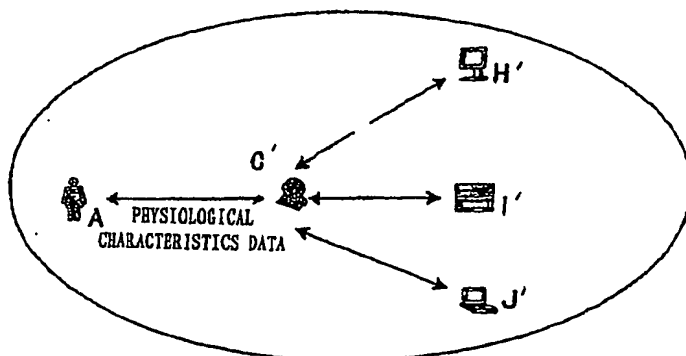 H'
C'
A
I'
PHYSIOLOGICAL
CHARACTERISTICS DATA
J'